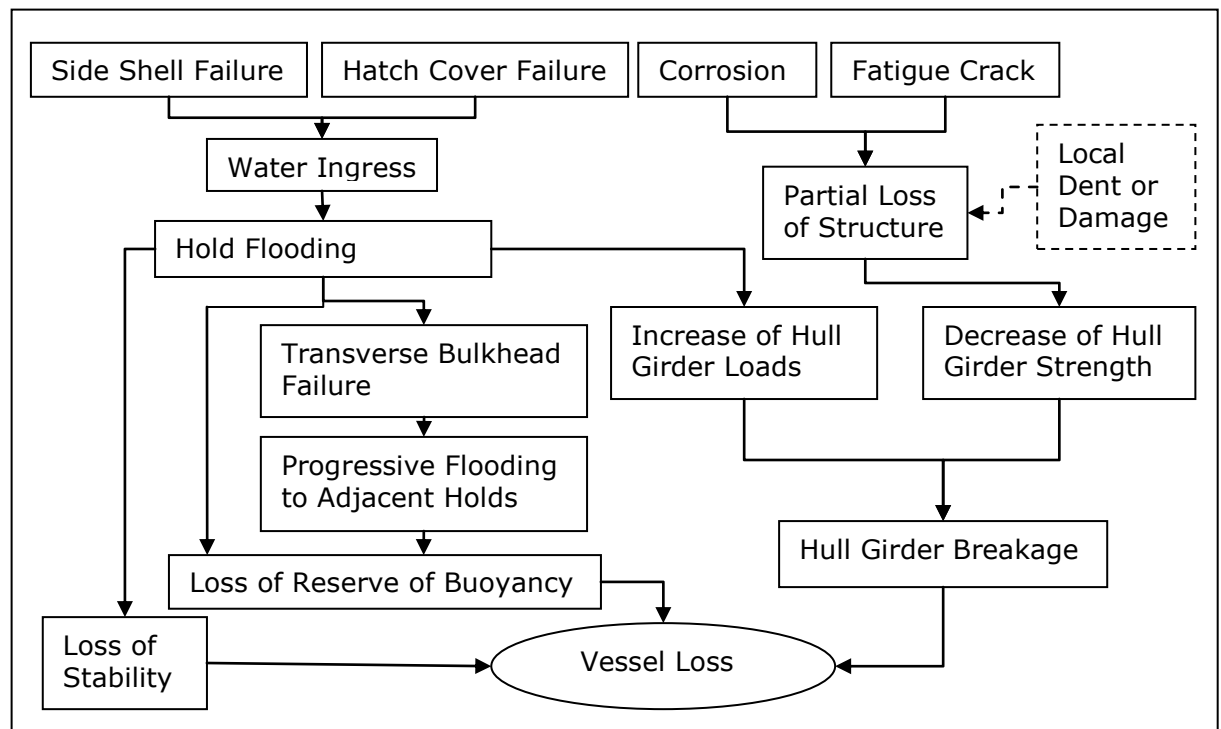 Side Shell Failure
Hatch Cover Failure
Corrosion
Fatigue Crack
Water Ingress
Local
Dent or
Damage
Partial Loss
of Structure
Hold Flooding
Transverse Bulkhead
Failure
Increase of Hull
Girder Loads
Decrease of Hull
Girder Strength
Progressive Flooding
to Adjacent Holds
Hull Girder Breakage
Loss of Reserve of Buoyancy
Loss of
Stability
Vessel Loss